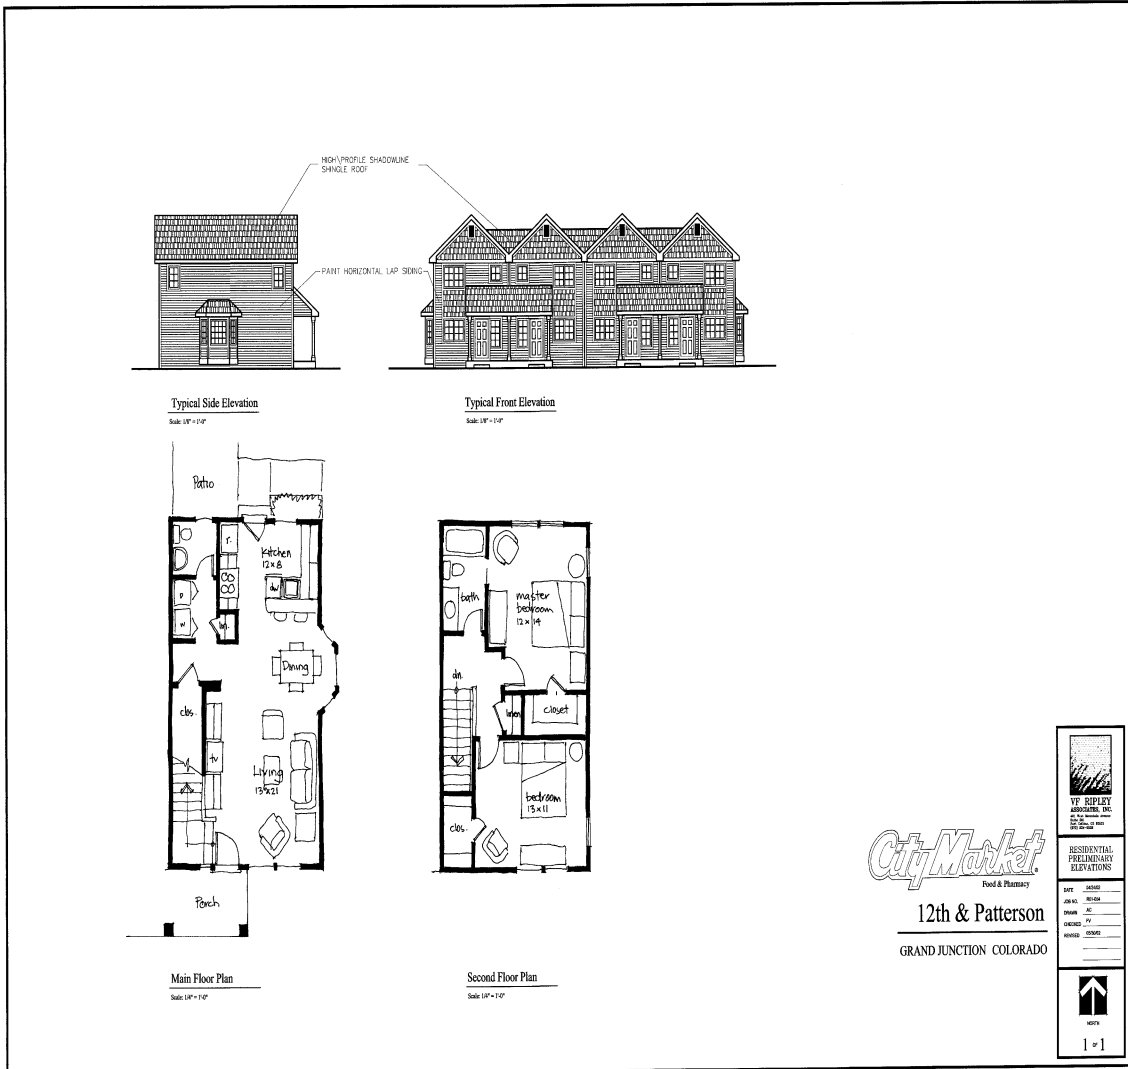 HIGH\PROFILE SHADOWLINE
SHINGLE ROOF
PAINT HORIZONTAL LAP SIDING
Typical Side Elevation
Scale: 1/8" = 1'-0"
Typical Front Elevation
Scale: 1/8" = 1'-0"
Patio
r.
Kitchen
12 x 8
dw
D
W
lin.
Dining
clos.
tv
Living
13 x 21
Porch
Main Floor Plan
Scale: 1/4" = 1'-0"
bath
master
bedroom
12 x 14
dn.
linen
closet
bedroom
13 x 11
clos.
Second Floor Plan
Scale: 1/4" = 1'-0"
City Market
Food & Pharmacy
12th & Patterson
GRAND JUNCTION COLORADO
VF RIPLEY
ASSOCIATES, INC.
RESIDENTIAL
PRELIMINARY
ELEVATIONS
DATE
JOB NO.
DRAWN AC
CHECKED PV
REVISED
NORTH
1 OF 1